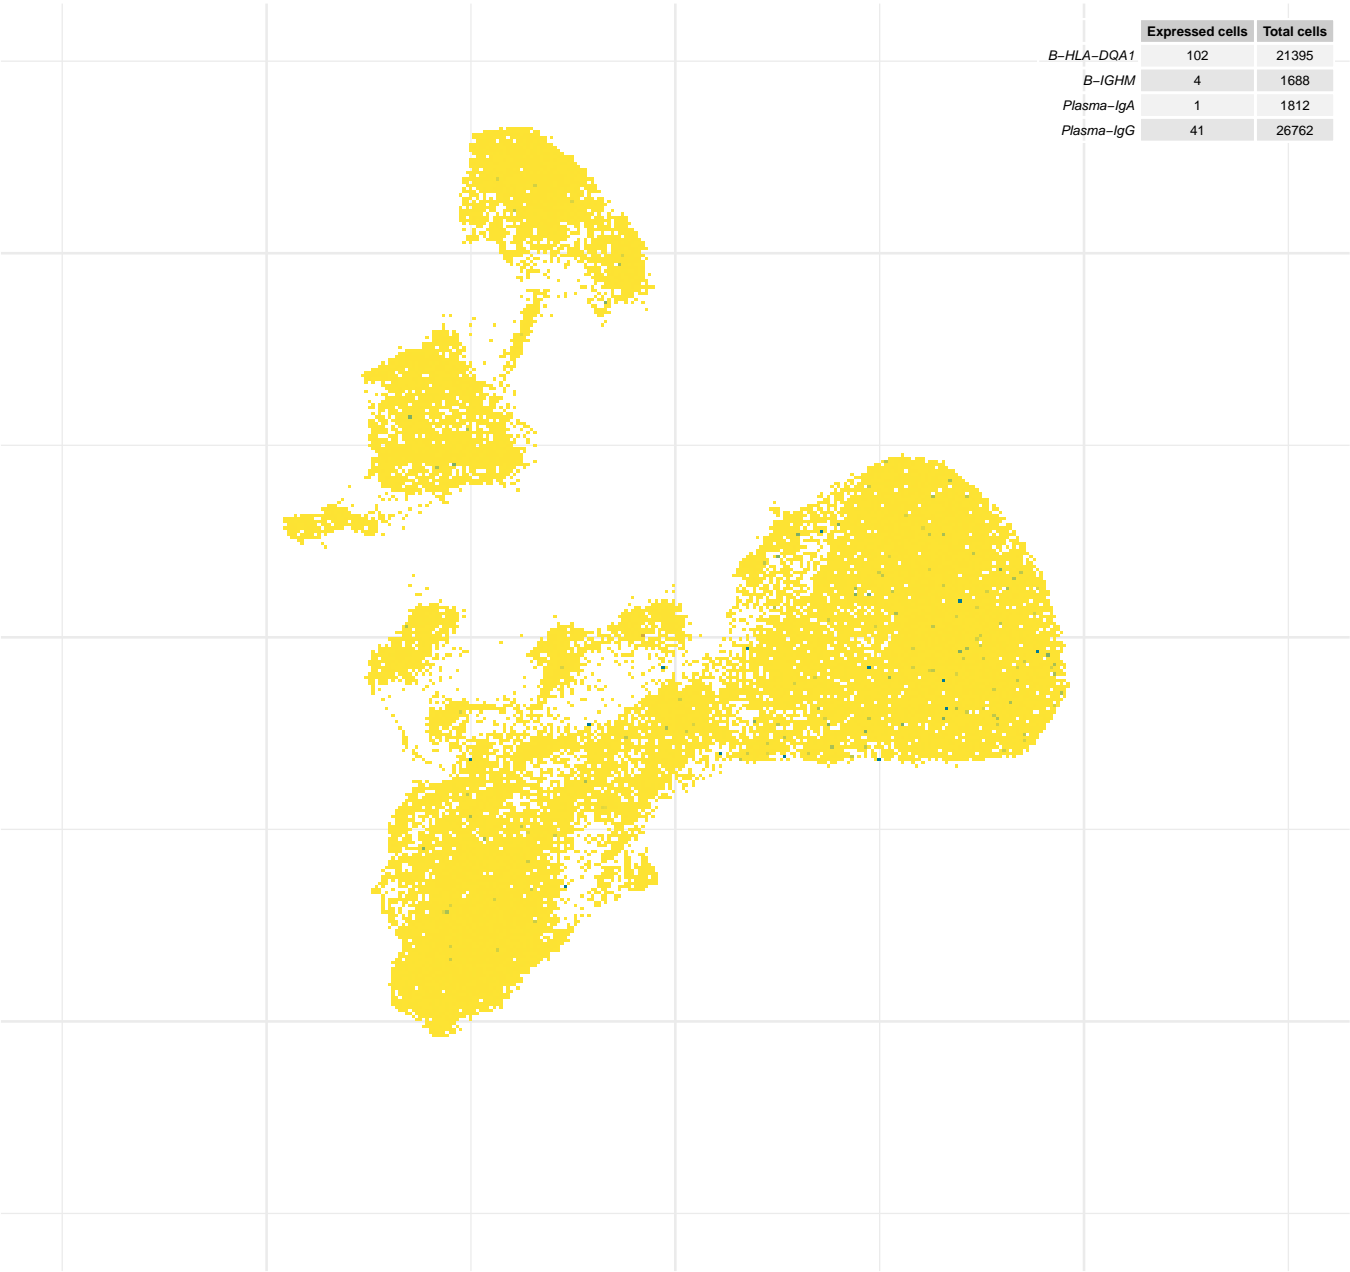 Expressed cells Total cells
B−HLA−DQA1 102 21395
B−IGHM 4 1688
Plasma−IgA 1 1812
Plasma−IgG 41 26762